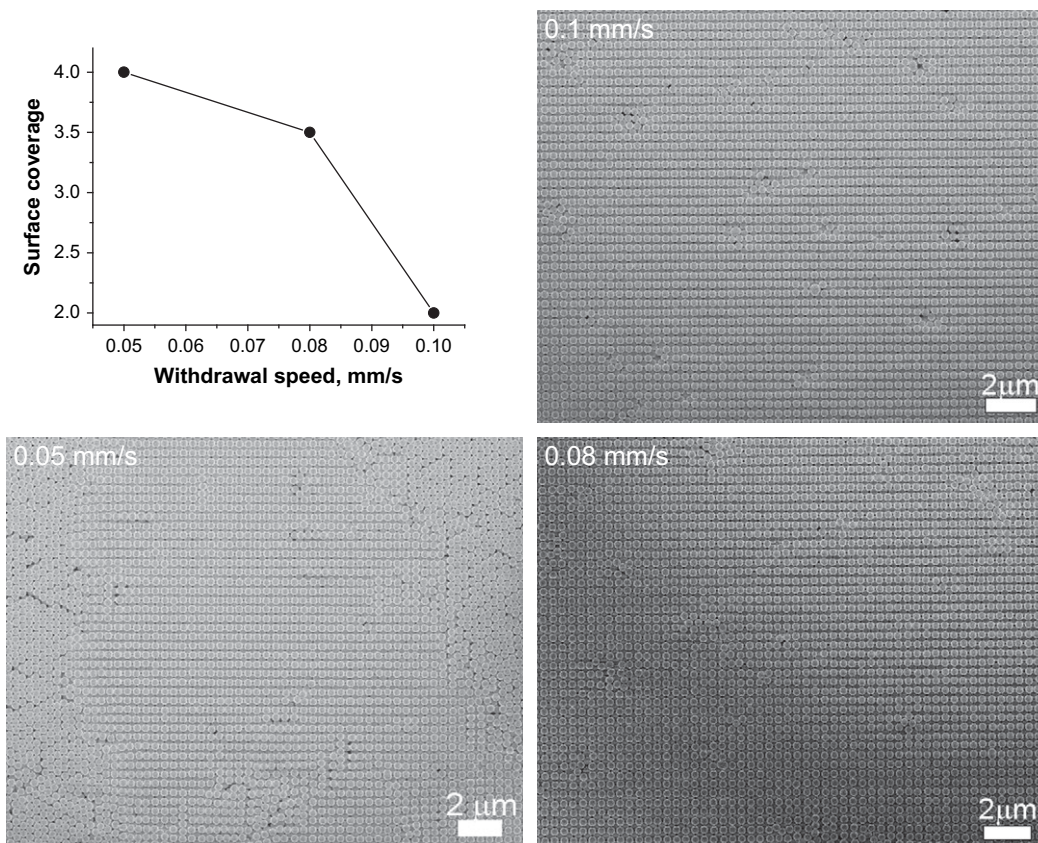 4.0
3.5
3.0
2.5
2.0
Surface coverage
0.05 0.06 0.07 0.08 0.09 0.10
Withdrawal speed, mm/s
0.1 mm/s
2μm
0.05 mm/s
2 μm
0.08 mm/s
2μm